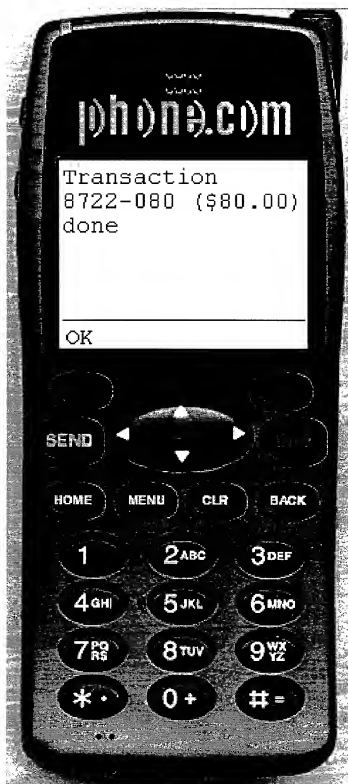 phone.com
Transaction
8722-080 ($80.00)
done
OK
SEND
HOME MENU CLR BACK
1 2ABC 3DEF
4GHI 5JKL 6MNO
7PQRS 8TUV 9WXYZ
*· 0+ #=